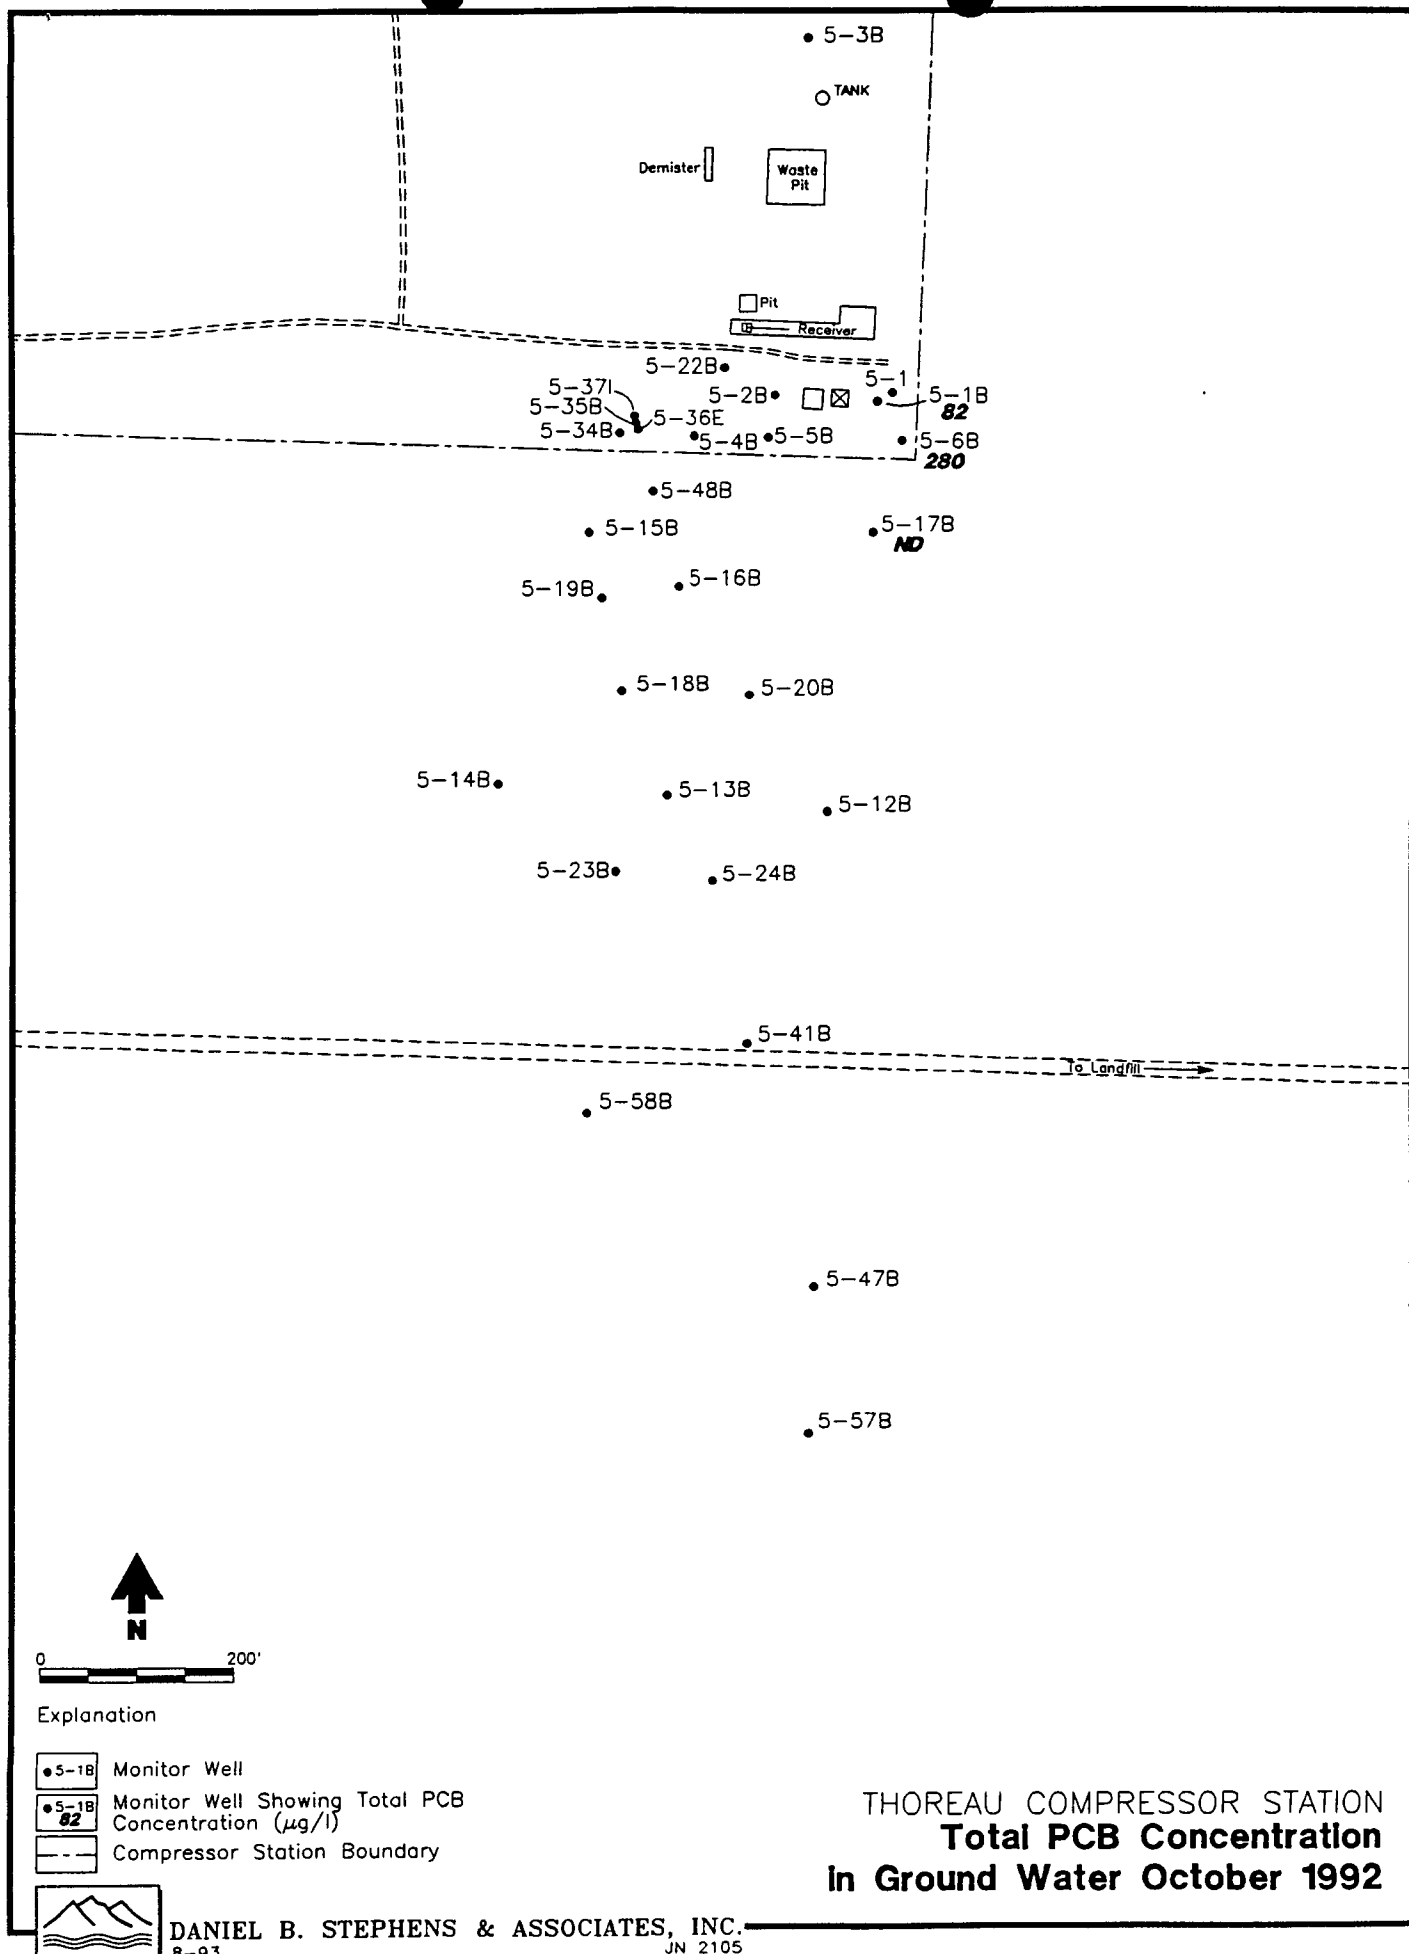 5-3B
TANK
Demister
Waste
Pit
Pit
Receiver
5-22B
5-1
5-37I
5-2B
5-1B
82
5-35B
5-36E
5-34B
5-4B
5-5B
5-6B
280
5-48B
5-15B
5-17B
ND
5-16B
5-19B
5-18B
5-20B
5-14B
5-13B
5-12B
5-23B
5-24B
5-41B
To Landfill
5-58B
5-47B
5-57B
N
0 200'
Explanation
5-1B Monitor Well
5-1B Monitor Well Showing Total PCB
82 Concentration (µg/l)
Compressor Station Boundary
THOREAU COMPRESSOR STATION
Total PCB Concentration
in Ground Water October 1992
DANIEL B. STEPHENS & ASSOCIATES, INC.
8-93 JN 2105